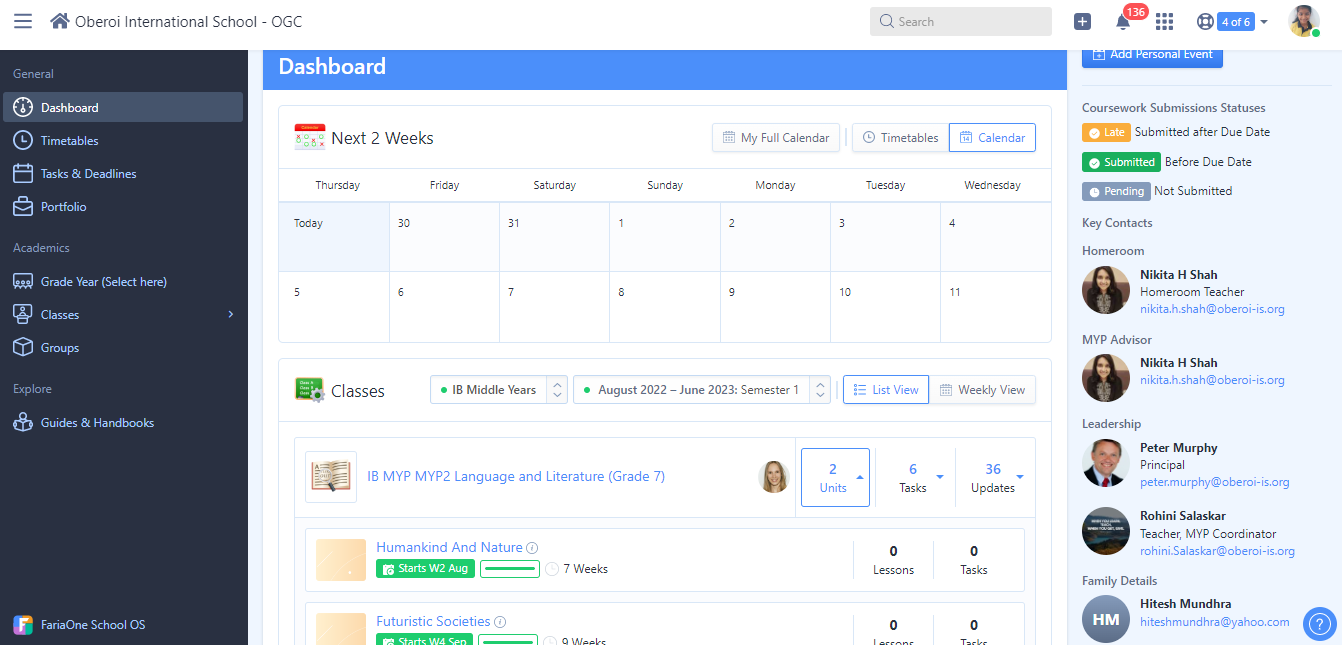 Oberoi International School - OGC
Search
136
4 of 6
General
Dashboard
Timetables
Tasks & Deadlines
Portfolio
Academics
Grade Year (Select here)
Classes
Groups
Explore
Guides & Handbooks
FariaOne School OS
Dashboard
Next 2 Weeks
My Full Calendar
Timetables
Calendar
Thursday Friday Saturday Sunday Monday Tuesday Wednesday
Today 30 31 1 2 3 4
5 6 7 8 9 10 11
Classes
IB Middle Years
August 2022 – June 2023: Semester 1
List View
Weekly View
IB MYP MYP2 Language and Literature (Grade 7)
2 Units
6 Tasks
36 Updates
Humankind And Nature
Starts W2 Aug 7 Weeks
0 Lessons
0 Tasks
Futuristic Societies
Starts W4 Sep 9 Weeks
0 Lessons
0 Tasks
Add Personal Event
Coursework Submissions Statuses
Late Submitted after Due Date
Submitted Before Due Date
Pending Not Submitted
Key Contacts
Homeroom
Nikita H Shah
Homeroom Teacher
nikita.h.shah@oberoi-is.org
MYP Advisor
Nikita H Shah
nikita.h.shah@oberoi-is.org
Leadership
Peter Murphy
Principal
peter.murphy@oberoi-is.org
Rohini Salaskar
Teacher, MYP Coordinator
rohini.Salaskar@oberoi-is.org
Family Details
HM
Hitesh Mundhra
hiteshmundhra@yahoo.com
?